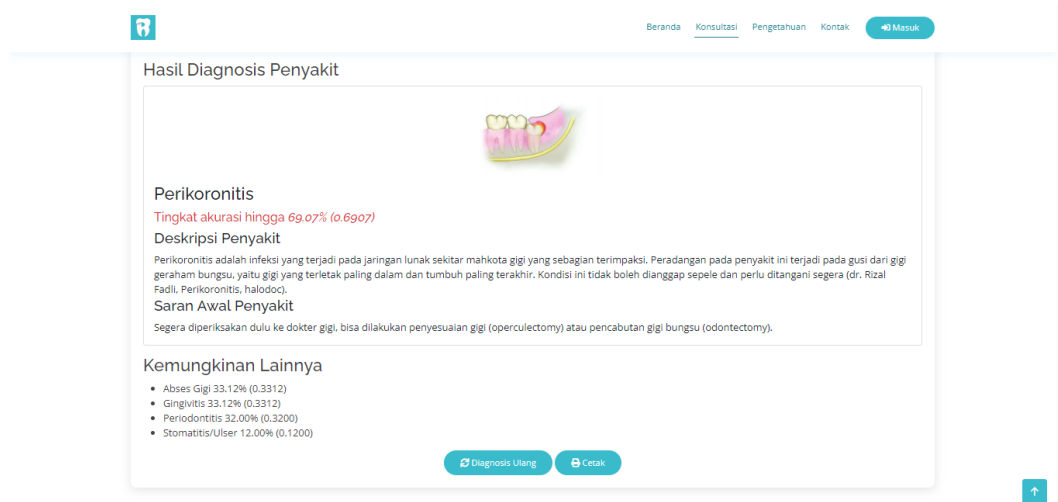 Beranda Konsultasi Pengetahuan Kontak Masuk
Hasil Diagnosis Penyakit
Perikoronitis
Tingkat akurasi hingga 69.07% (0.6907)
Deskripsi Penyakit
Perikoronitis adalah infeksi yang terjadi pada jaringan lunak sekitar mahkota gigi yang sebagian terimpaksi. Peradangan pada penyakit ini terjadi pada gusi dari gigi
geraham bungsu, yaitu gigi yang terletak paling dalam dan tumbuh paling terakhir. Kondisi ini tidak boleh dianggap sepele dan perlu ditangani segera (dr. Rizal
Fadli, Perikoronitis, halodoc).
Saran Awal Penyakit
Segera diperiksakan dulu ke dokter gigi, bisa dilakukan penyesuaian gigi (operculectomy) atau pencabutan gigi bungsu (odontectomy).
Kemungkinan Lainnya
• Abses Gigi 33.12% (0.3312)
• Gingivitis 33.12% (0.3312)
• Periodontitis 32.00% (0.3200)
• Stomatitis/Ulser 12.00% (0.1200)
Diagnosis Ulang Cetak